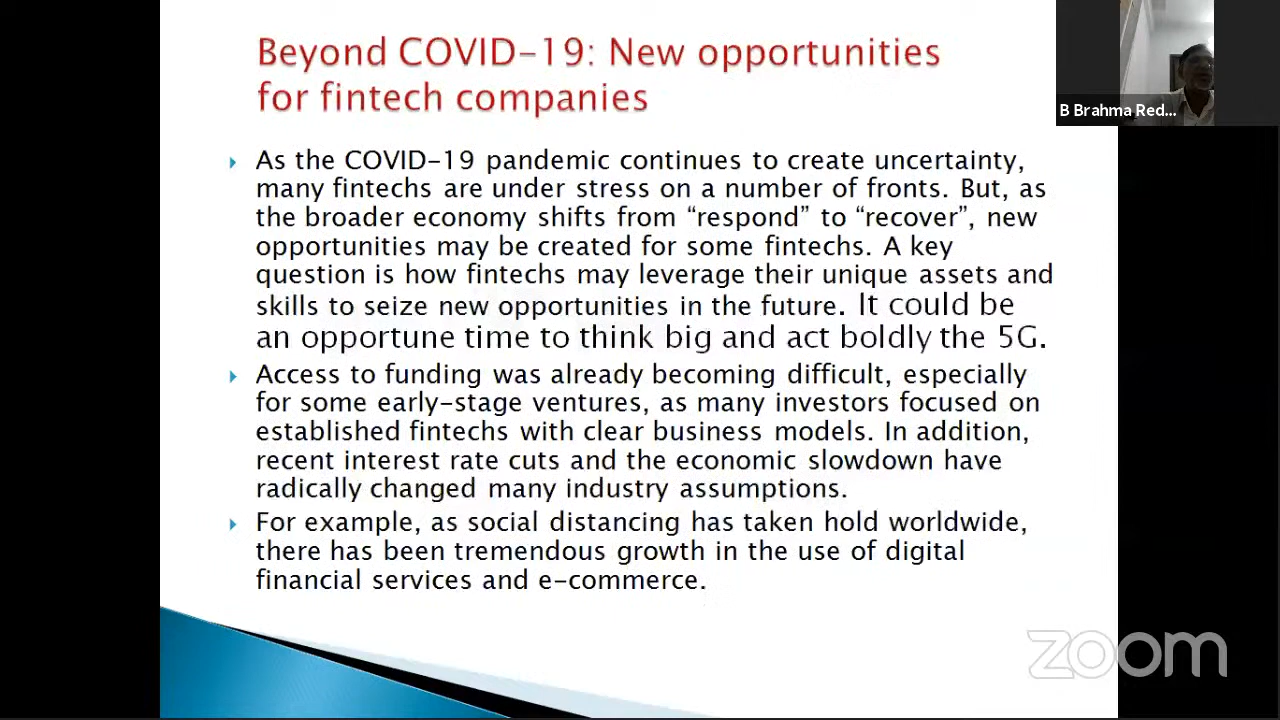 Beyond COVID-19: New opportunities
for fintech companies
B Brahma Red...
As the COVID-19 pandemic continues to create uncertainty,
many fintechs are under stress on a number of fronts. But, as
the broader economy shifts from “respond” to “recover”, new
opportunities may be created for some fintechs. A key
question is how fintechs may leverage their unique assets and
skills to seize new opportunities in the future. It could be
an opportune time to think big and act boldly the 5G.
Access to funding was already becoming difficult, especially
for some early-stage ventures, as many investors focused on
established fintechs with clear business models. In addition,
recent interest rate cuts and the economic slowdown have
radically changed many industry assumptions.
For example, as social distancing has taken hold worldwide,
there has been tremendous growth in the use of digital
financial services and e-commerce.
zoom